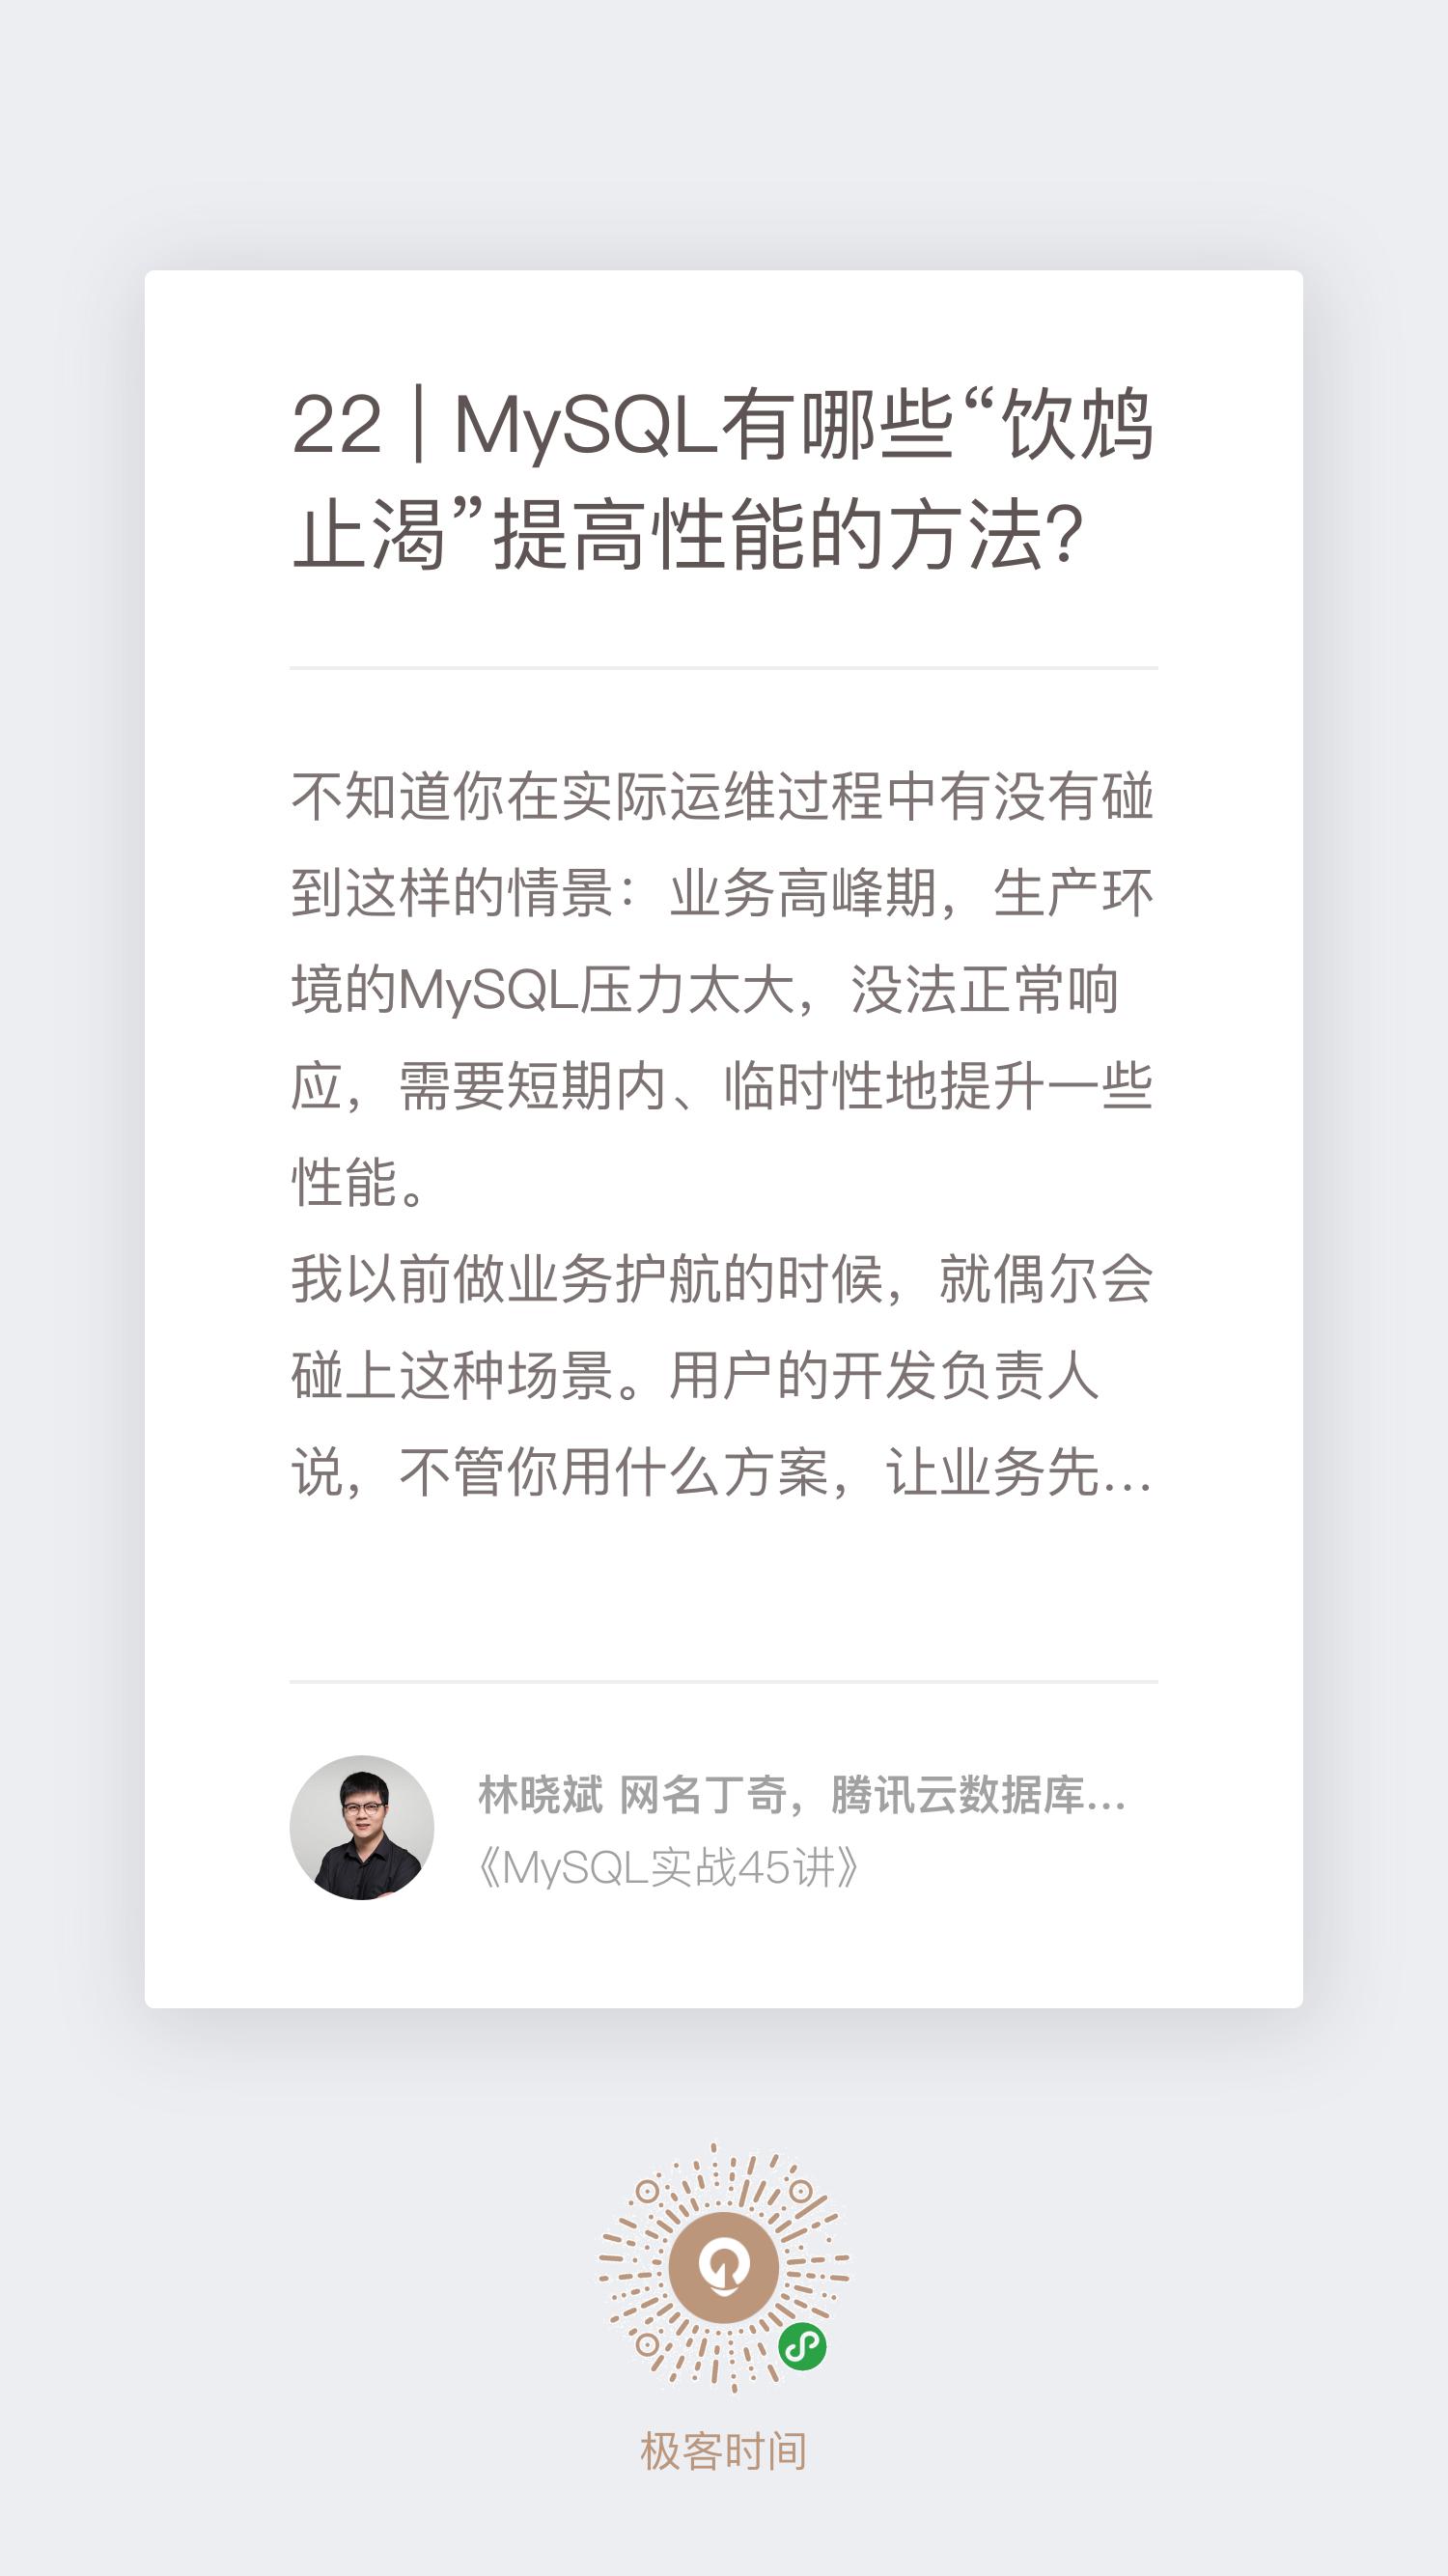 22 | MySQL有哪些“饮鸩
止渴”提高性能的方法？
不知道你在实际运维过程中有没有碰
到这样的情景：业务高峰期，生产环
境的MySQL压力太大，没法正常响
应，需要短期内、临时性地提升一些
性能。
我以前做业务护航的时候，就偶尔会
碰上这种场景。用户的开发负责人
说，不管你用什么方案，让业务先...
林晓斌 网名丁奇，腾讯云数据库...
《MySQL实战45讲》
极客时间